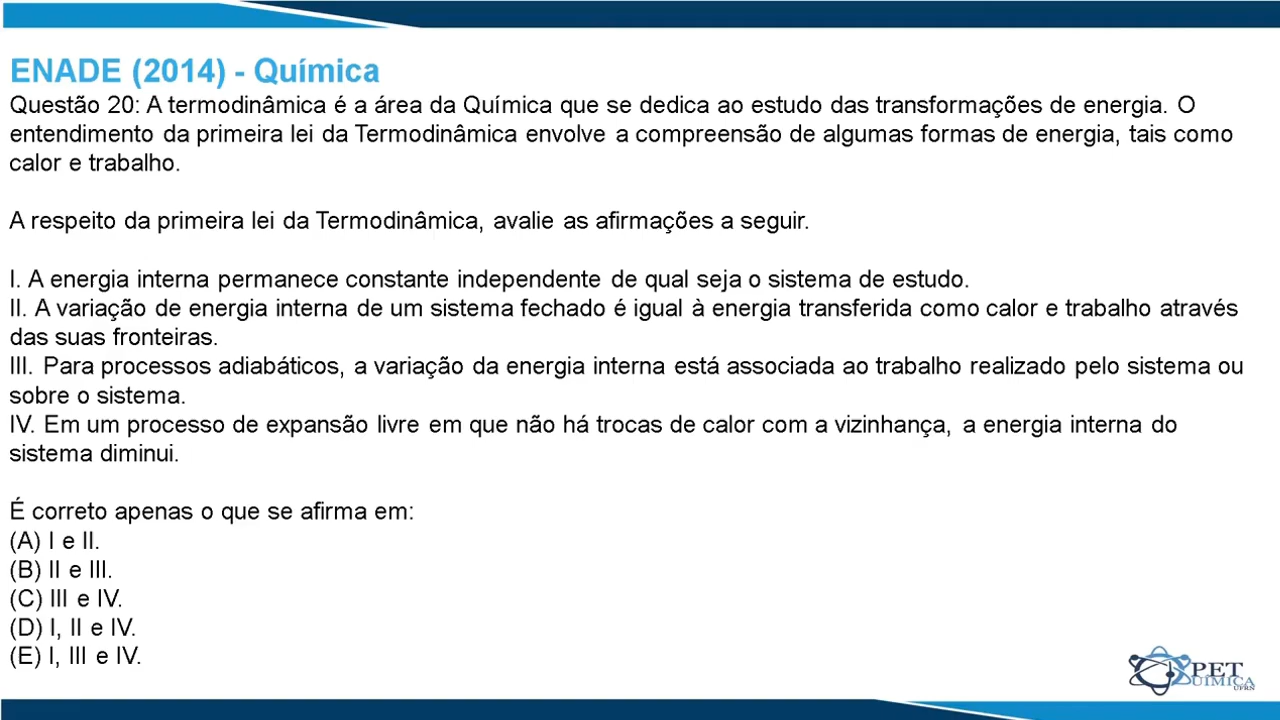 ENADE (2014) - Química
Questão 20: A termodinâmica é a área da Química que se dedica ao estudo das transformações de energia. O
entendimento da primeira lei da Termodinâmica envolve a compreensão de algumas formas de energia, tais como
calor e trabalho.
A respeito da primeira lei da Termodinâmica, avalie as afirmações a seguir.
I. A energia interna permanece constante independente de qual seja o sistema de estudo.
II. A variação de energia interna de um sistema fechado é igual à energia transferida como calor e trabalho através
das suas fronteiras.
III. Para processos adiabáticos, a variação da energia interna está associada ao trabalho realizado pelo sistema ou
sobre o sistema.
IV. Em um processo de expansão livre em que não há trocas de calor com a vizinhança, a energia interna do
sistema diminui.
É correto apenas o que se afirma em:
(A) I e II.
(B) II e III.
(C) III e IV.
(D) I, II e IV.
(E) I, III e IV.
PET
QUÍMICA
UFRN